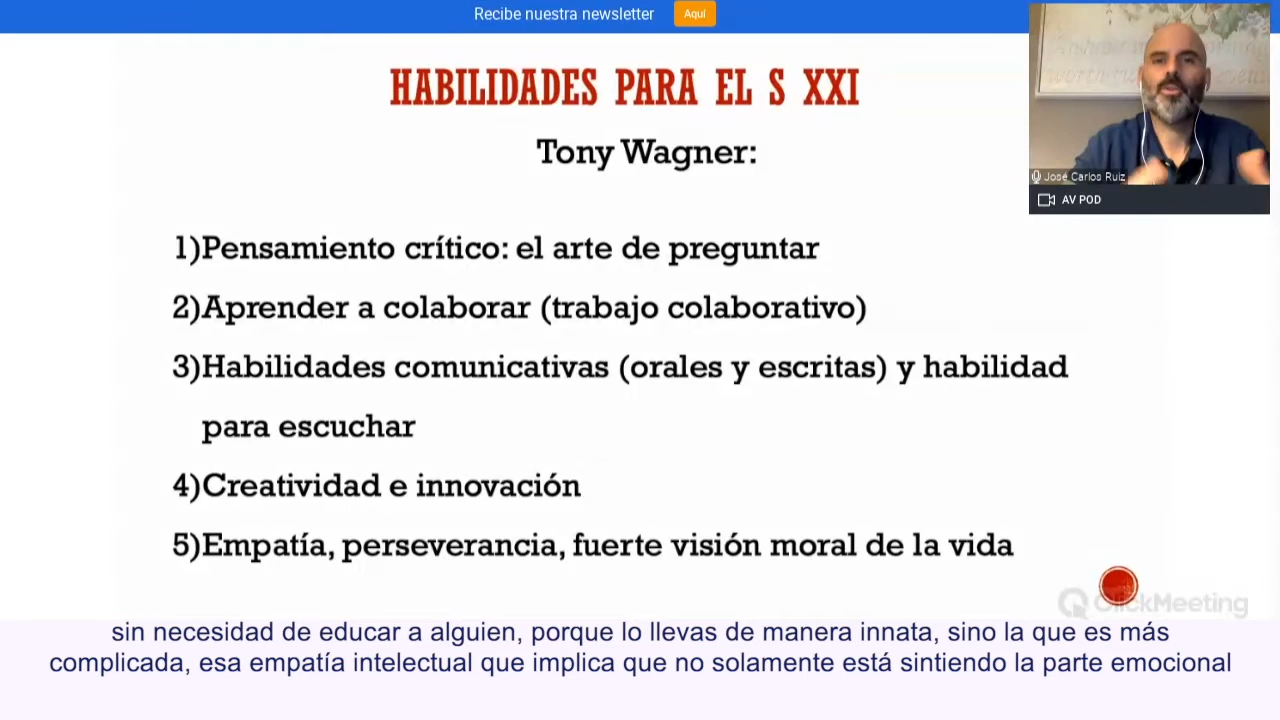 Recibe nuestra newsletter Aquí
HABILIDADES PARA EL S XXI
Tony Wagner:
José Carlos Ruiz
AV POD
1)Pensamiento crítico: el arte de preguntar
2)Aprender a colaborar (trabajo colaborativo)
3)Habilidades comunicativas (orales y escritas) y habilidad
para escuchar
4)Creatividad e innovación
5)Empatía, perseverancia, fuerte visión moral de la vida
ClickMeeting
sin necesidad de educar a alguien, porque lo llevas de manera innata, sino la que es más
complicada, esa empatía intelectual que implica que no solamente está sintiendo la parte emocional